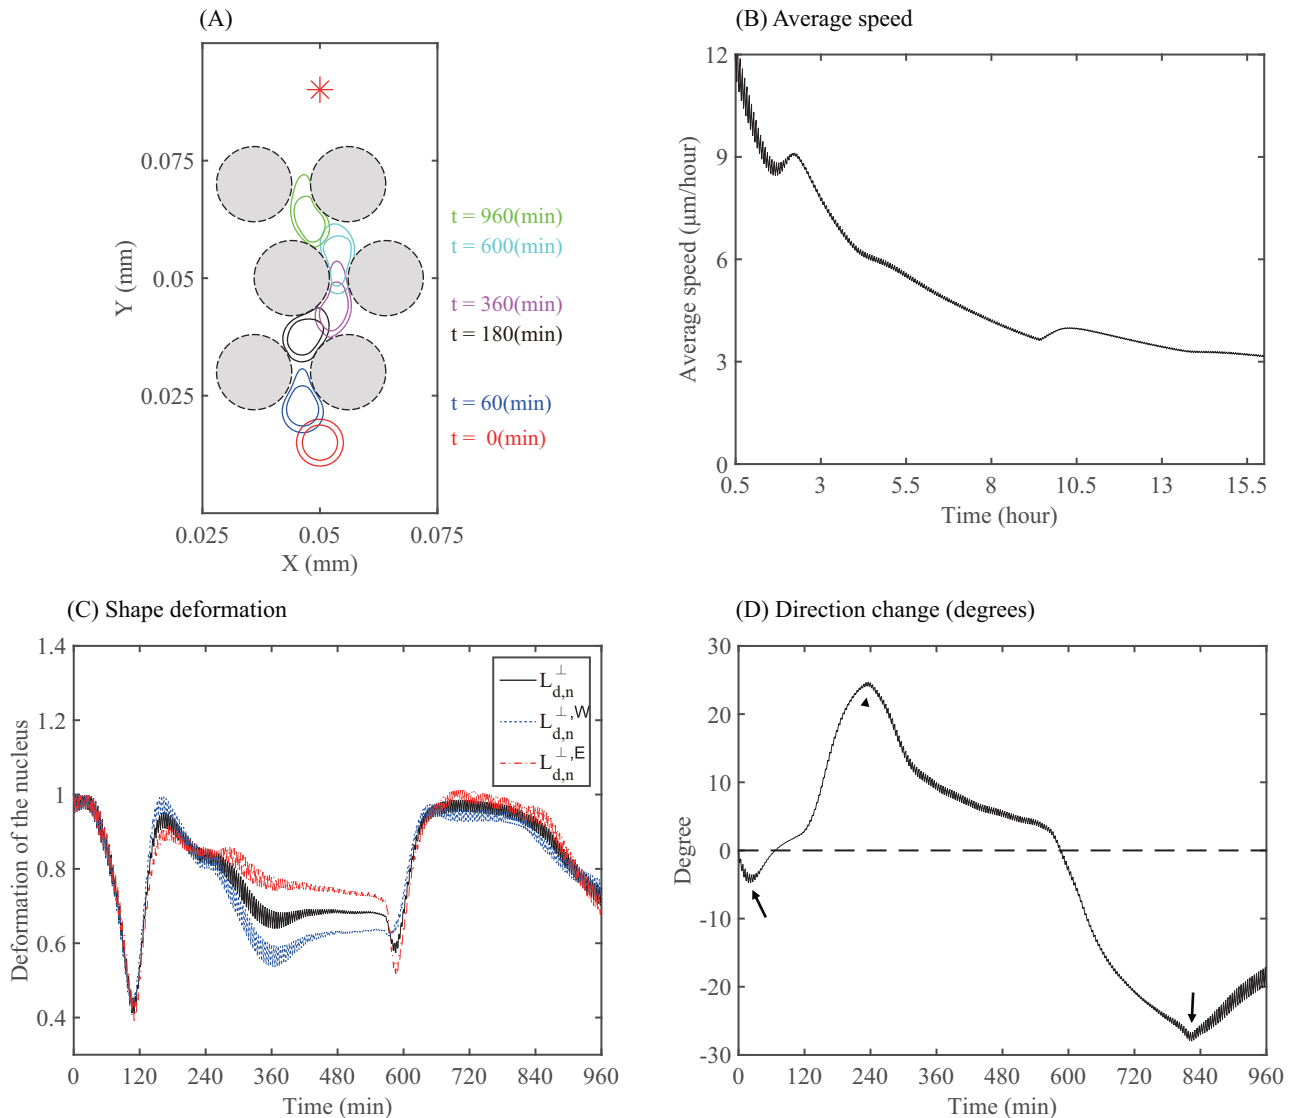 (A)
0.075
0.05
0.025
Y (mm)
0.025
0.05
0.075
X (mm)
t = 960(min)
t = 600(min)
t = 360(min)
t = 180(min)
t = 60(min)
t = 0(min)
(B) Average speed
12
9
6
3
0
Average speed (μm/hour)
0.5
3
5.5
8
10.5
13
15.5
Time (hour)
(C) Shape deformation
1.4
1.2
1
0.8
0.6
0.4
Deformation of the nucleus
L⊥d,n
L⊥,Wd,n
L⊥,Ed,n
0
120
240
360
480
600
720
840
960
Time (min)
(D) Direction change (degrees)
30
20
10
0
-10
-20
-30
Degree
0
120
240
360
480
600
720
840
960
Time (min)